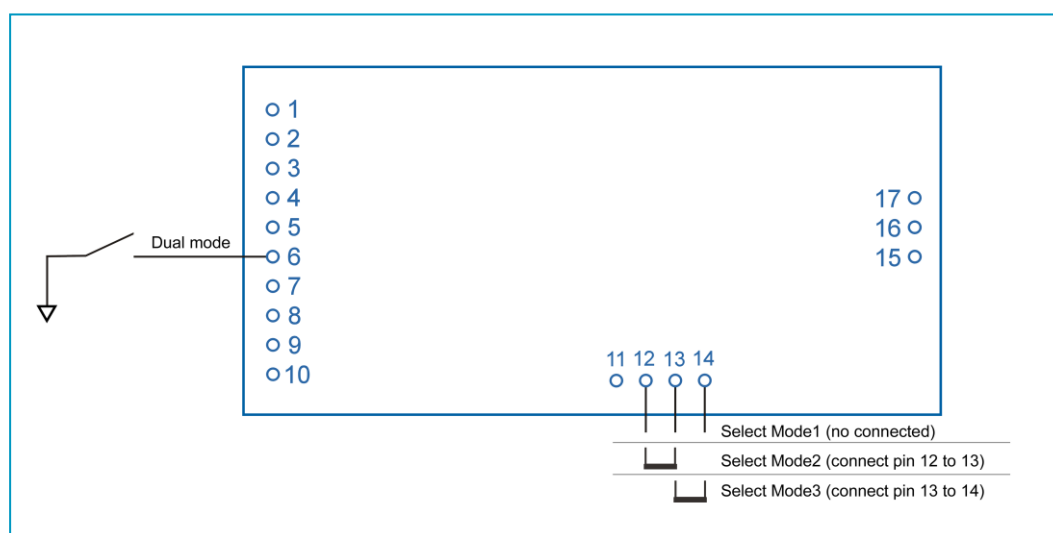 1
2
3
4
17
5
16
Dual mode
6
15
7
8
9
11 12 13 14
10
Select Mode1 (no connected)
Select Mode2 (connect pin 12 to 13)
Select Mode3 (connect pin 13 to 14)